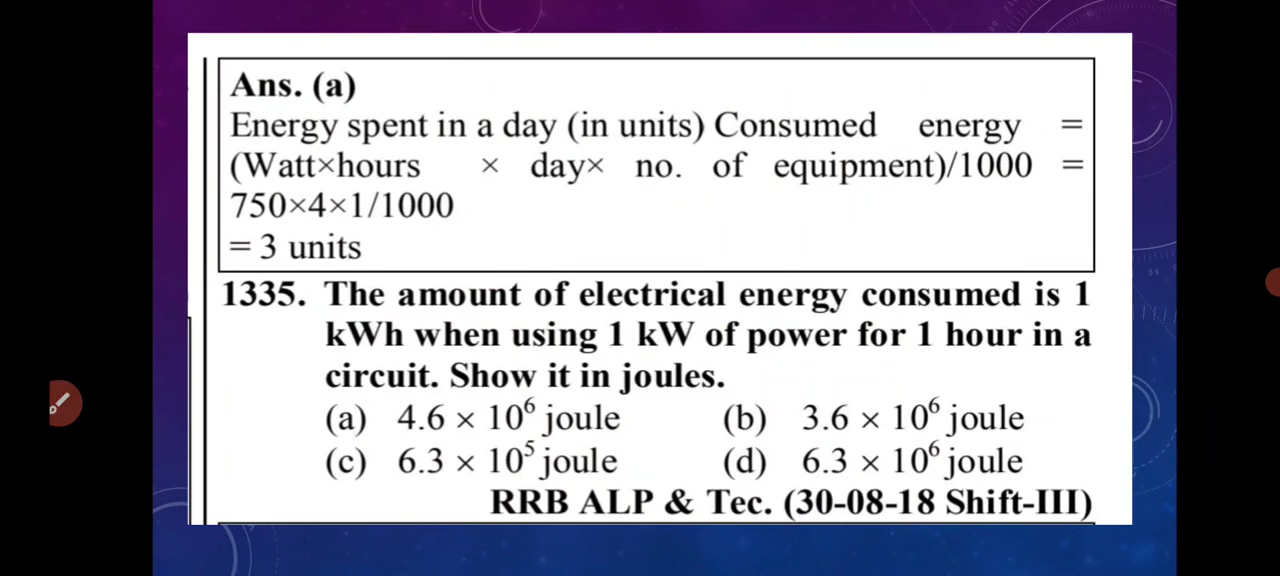 Ans. (a)
Energy spent in a day (in units) Consumed energy =
(Watt×hours × day× no. of equipment)/1000 =
750×4×1/1000
= 3 units
1335. The amount of electrical energy consumed is 1
kWh when using 1 kW of power for 1 hour in a
circuit. Show it in joules.
(a) 4.6 × 10⁶ joule (b) 3.6 × 10⁶ joule
(c) 6.3 × 10⁵ joule (d) 6.3 × 10⁶ joule
RRB ALP & Tec. (30-08-18 Shift-III)